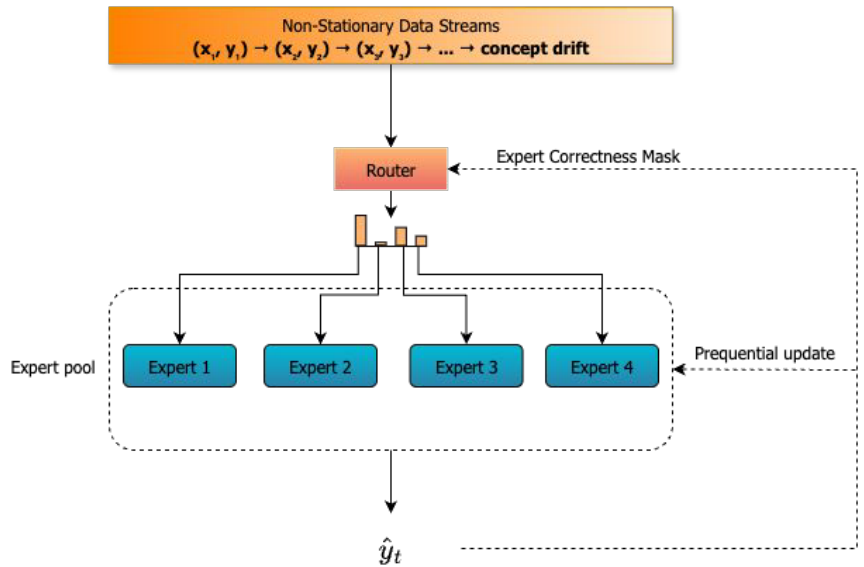 Non-Stationary Data Streams
(x₁, y₁) → (x₂, y₂) → (x₃, y₃) → ... → concept drift
Expert Correctness Mask
Router
Expert pool
Expert 1
Expert 2
Expert 3
Expert 4
Prequential update
ŷₜ